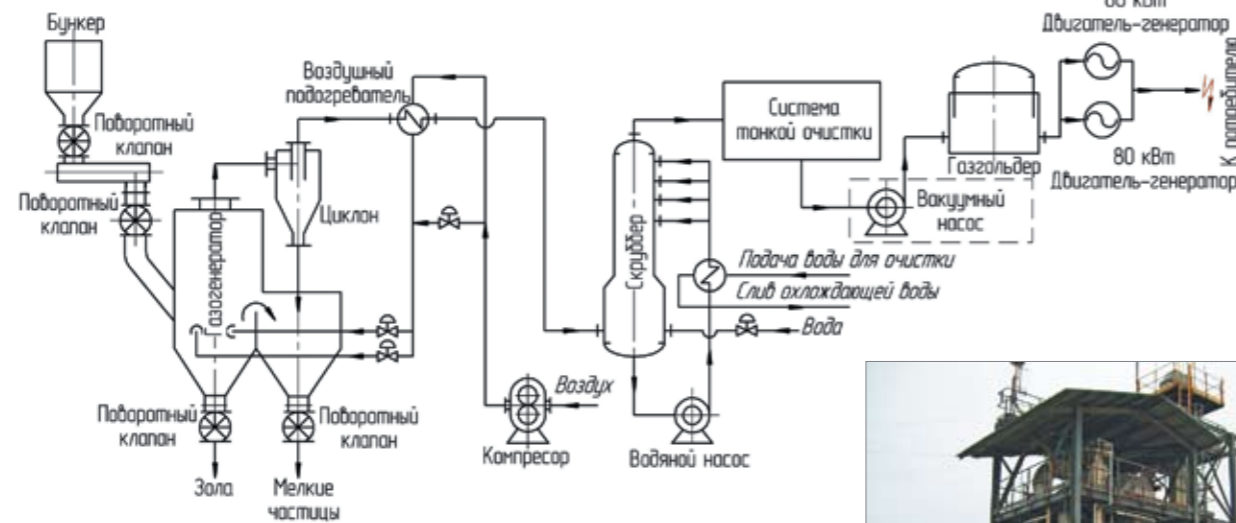 Бункер
Поворотный
клапан
Поворотный
клапан
Газогенератор
Циклон
Воздушный
подогреватель
Поворотный
клапан
Поворотный
клапан
Зола
Мелкие
частицы
Компресор
Воздух
Скруббер
Водяной насос
Система
тонкой очистки
Подача воды для очистки
Слив охлаждающей воды
Вода
Вакуумный
насос
Газгольдер
кВт
Двигатель-генератор
80 кВт
Двигатель-генератор
К потребителю